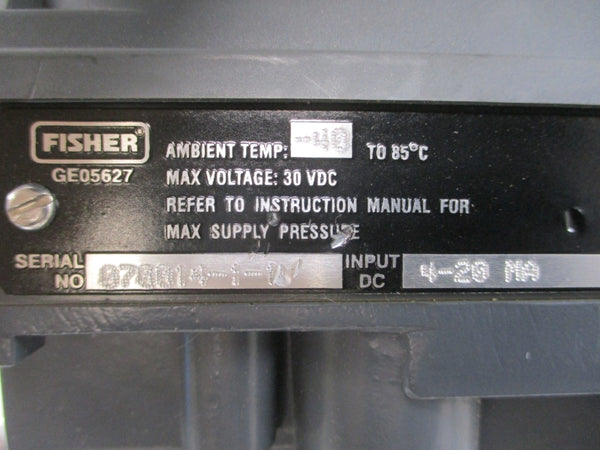 FISHER
GE05627
AMBIENT TEMP: -40 TO 85°C
MAX VOLTAGE: 30 VDC
REFER TO INSTRUCTION MANUAL FOR
MAX SUPPLY PRESSURE
SERIAL NO
INPUT DC 4-20 MA